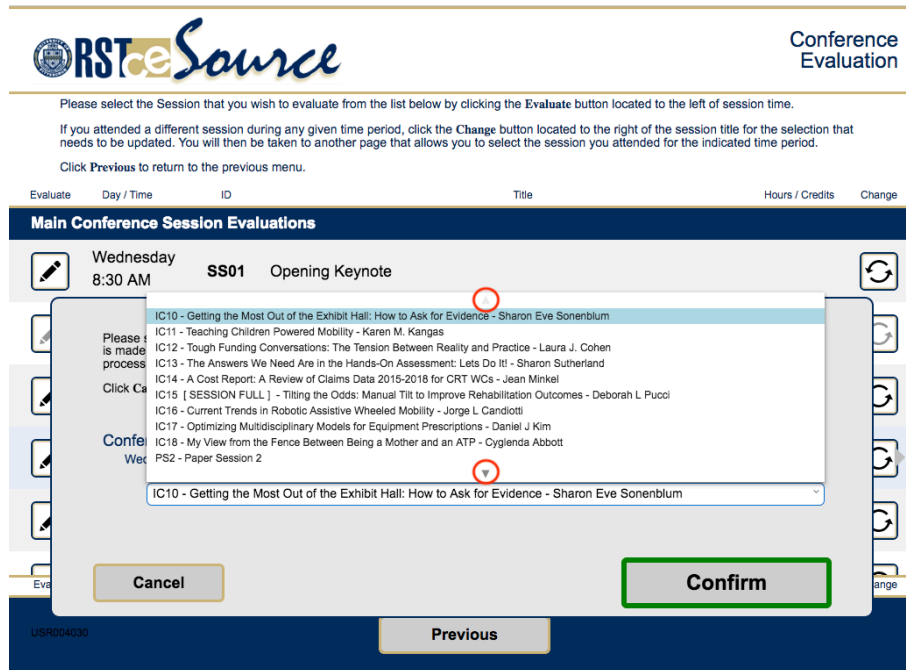 RSTce Source
Conference
Evaluation
Please select the Session that you wish to evaluate from the list below by clicking the Evaluate button located to the left of session time.
If you attended a different session during any given time period, click the Change button located to the right of the session title for the selection that
needs to be updated. You will then be taken to another page that allows you to select the session you attended for the indicated time period.
Click Previous to return to the previous menu.
Evaluate Day / Time ID Title Hours / Credits Change
Main Conference Session Evaluations
Wednesday
8:30 AM SS01 Opening Keynote
IC10 - Getting the Most Out of the Exhibit Hall: How to Ask for Evidence - Sharon Eve Sonenblum
IC11 - Teaching Children Powered Mobility - Karen M. Kangas
Please
IC12 - Tough Funding Conversations: The Tension Between Reality and Practice - Laura J. Cohen
is made
IC13 - The Answers We Need Are in the Hands-On Assessment: Lets Do It! - Sharon Sutherland
process
IC14 - A Cost Report: A Review of Claims Data 2015-2018 for CRT WCs - Jean Minkel
Click Ca
IC15 [ SESSION FULL ] - Tilting the Odds: Manual Tilt to Improve Rehabilitation Outcomes - Deborah L Pucci
IC16 - Current Trends in Robotic Assistive Wheeled Mobility - Jorge L Candiotti
IC17 - Optimizing Multidisciplinary Models for Equipment Prescriptions - Daniel J Kim
Confe
IC18 - My View from the Fence Between Being a Mother and an ATP - Cyglenda Abbott
Wed
PS2 - Paper Session 2
IC10 - Getting the Most Out of the Exhibit Hall: How to Ask for Evidence - Sharon Eve Sonenblum
Cancel Confirm
Eva ange
USR004030
Previous